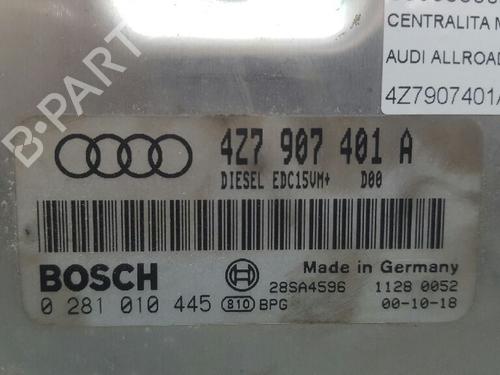 CENTRALITA M
AUDI ALLROAD
4Z7907401A
B-PARTS
4Z7 907 401 A
DIESEL EDC15VM+ D00
BOSCH
Made in Germany
28SA4596 1128 0052
0 281 010 445 810 BPG 00-10-18